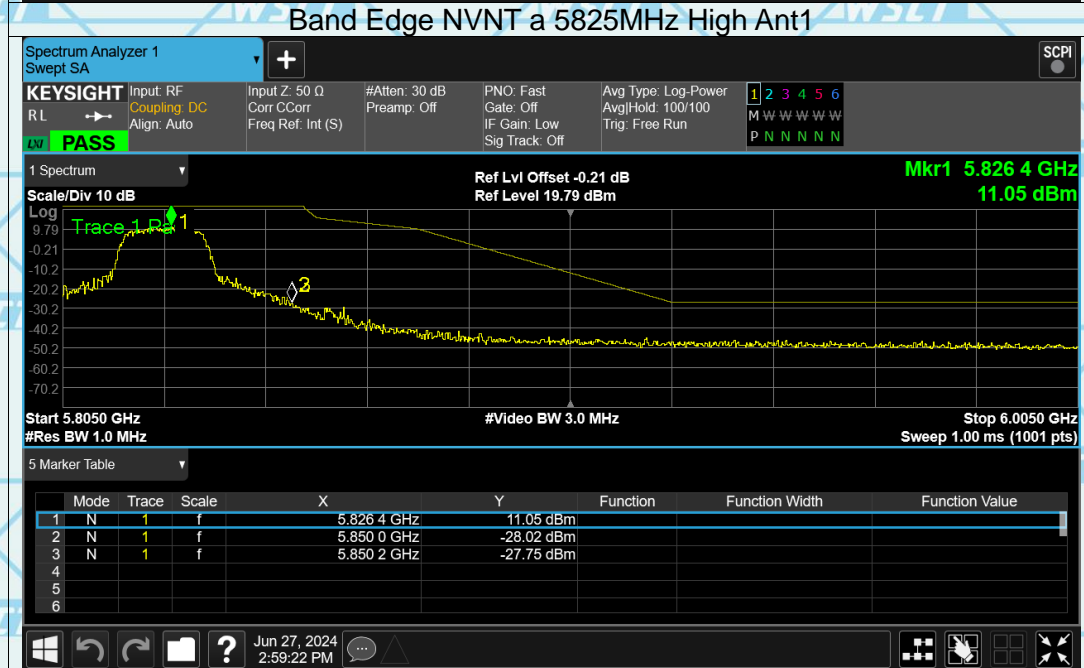 Band Edge NVNT a 5825MHz High Ant1
Spectrum Analyzer 1
Swept SA
+
SCPI
KEYSIGHT
RL
LXI PASS
Input: RF
Coupling: DC
Align: Auto
Input Z: 50 Ω
Corr CCorr
Freq Ref: Int (S)
#Atten: 30 dB
Preamp: Off
PNO: Fast
Gate: Off
IF Gain: Low
Sig Track: Off
Avg Type: Log-Power
Avg|Hold: 100/100
Trig: Free Run
1 2 3 4 5 6
M W W W W W
P N N N N N
1 Spectrum
Scale/Div 10 dB
Ref Lvl Offset -0.21 dB
Ref Level 19.79 dBm
Mkr1 5.826 4 GHz
11.05 dBm
Log
Trace 1 Pa
1
2
9.79
-0.21
-10.2
-20.2
-30.2
-40.2
-50.2
-60.2
-70.2
Start 5.8050 GHz
#Video BW 3.0 MHz
Stop 6.0050 GHz
#Res BW 1.0 MHz
Sweep 1.00 ms (1001 pts)
5 Marker Table
Mode Trace Scale X Y Function Function Width Function Value
1 N 1 f 5.826 4 GHz 11.05 dBm
2 N 1 f 5.850 0 GHz -28.02 dBm
3 N 1 f 5.850 2 GHz -27.75 dBm
4
5
6
?
Jun 27, 2024
2:59:22 PM